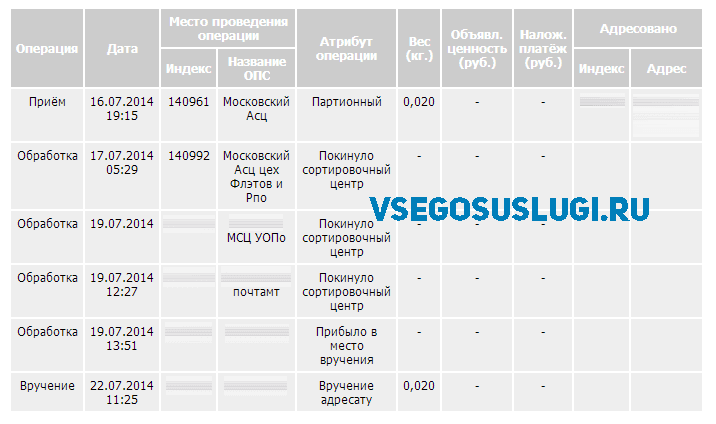 Операция
Дата
Место проведения
операции
Индекс
Название
ОПС
Атрибут
операции
Вес
(кг.)
Объявл.
ценность
(руб.)
Налож.
платёж
(руб.)
Адресовано
Индекс
Адрес
Приём
16.07.2014
19:15
140961
Московский
Асц
Партионный
0,020
-
-
Обработка
17.07.2014
05:29
140992
Московский
Асц цех
Флэтов и
Рпо
Покинуло
сортировочный
центр
-
-
-
VSEGOSUSLUGI.RU
Обработка
19.07.2014
МСЦ УОПо
Покинуло
сортировочный
центр
-
-
-
Обработка
19.07.2014
12:27
почтамт
Покинуло
сортировочный
центр
-
-
-
Обработка
19.07.2014
13:51
Прибыло в
место
вручения
-
-
-
Вручение
22.07.2014
11:25
Вручение
адресату
0,020
-
-